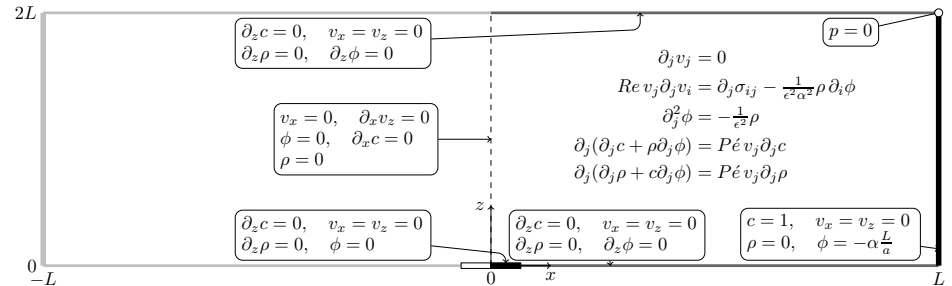 2L
∂_z c = 0,   v_x = v_z = 0
∂_z ρ = 0,   ∂_z ϕ = 0
p = 0
∂_j v_j = 0
Re v_j ∂_j v_i = ∂_j σ_ij − 1/(ϵ²α²) ρ ∂_i ϕ
∂_j² ϕ = −1/ϵ² ρ
∂_j(∂_j c + ρ∂_j ϕ) = Pé v_j ∂_j c
∂_j(∂_j ρ + c∂_j ϕ) = Pé v_j ∂_j ρ
v_x = 0,   ∂_x v_z = 0
ϕ = 0,   ∂_x c = 0
ρ = 0
z
∂_z c = 0,   v_x = v_z = 0
∂_z ρ = 0,   ϕ = 0
∂_z c = 0,   v_x = v_z = 0
∂_z ρ = 0,   ∂_z ϕ = 0
c = 1,   v_x = v_z = 0
ρ = 0,   ϕ = −α L/a
0
−L
0
x
L